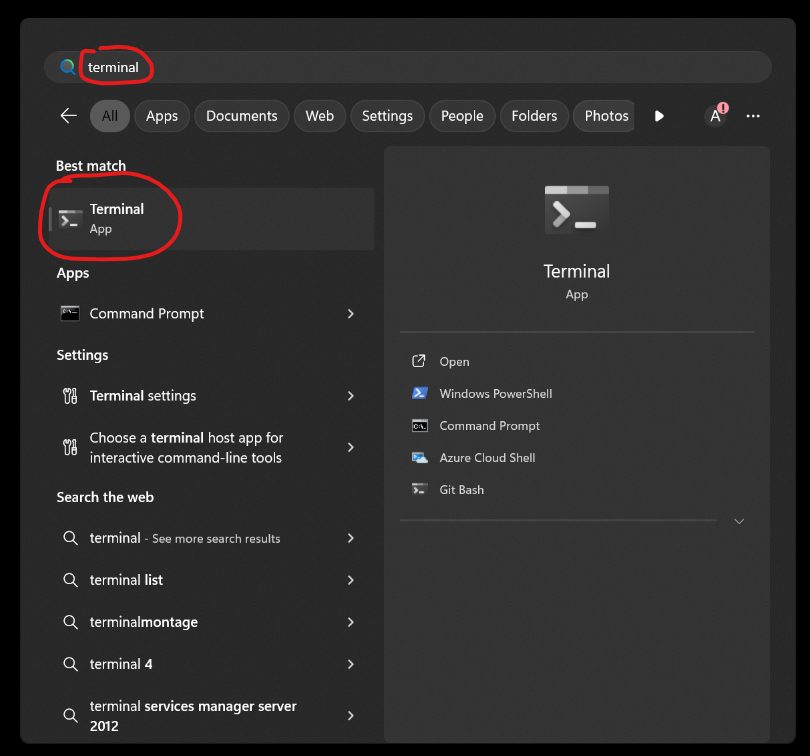 terminal
All
Apps
Documents
Web
Settings
People
Folders
Photos
A
!
Best match
Terminal
App
Apps
Command Prompt
Settings
Terminal settings
Choose a terminal host app for
interactive command-line tools
Search the web
terminal - See more search results
terminal list
terminalmontage
terminal 4
terminal services manager server
2012
Terminal
App
Open
Windows PowerShell
Command Prompt
Azure Cloud Shell
Git Bash